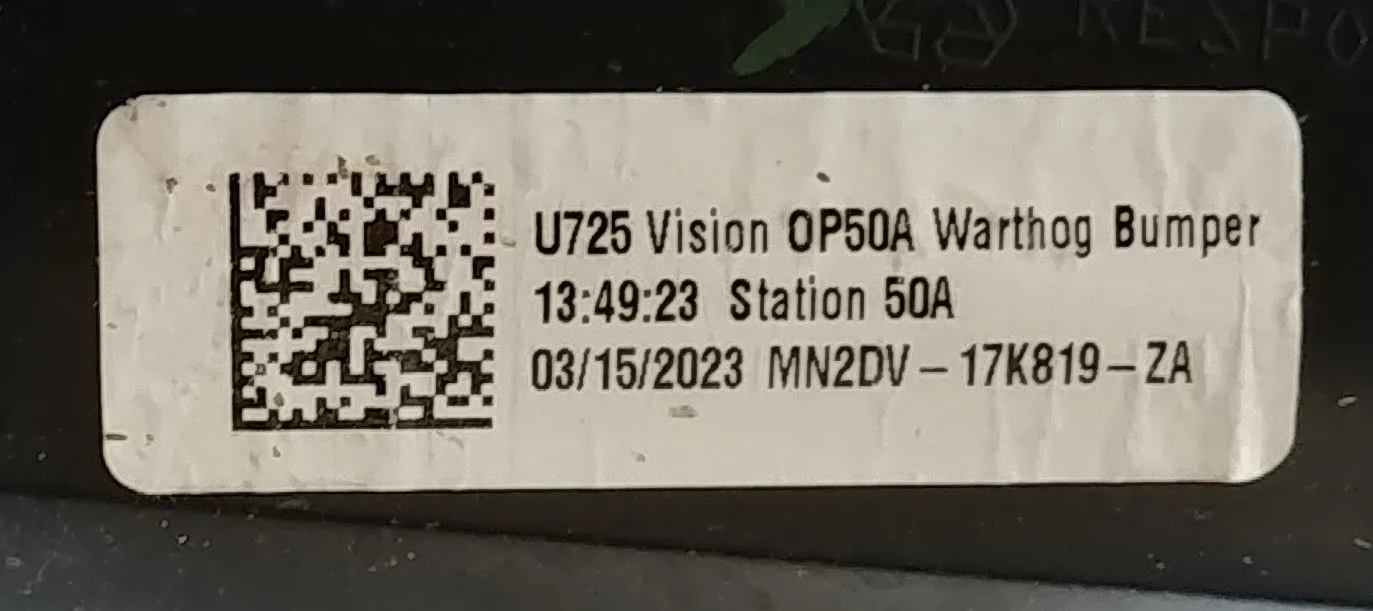 U725 Vision OP50A Warthog Bumper
13:49:23 Station 50A
03/15/2023 MN2DV-17K819-ZA